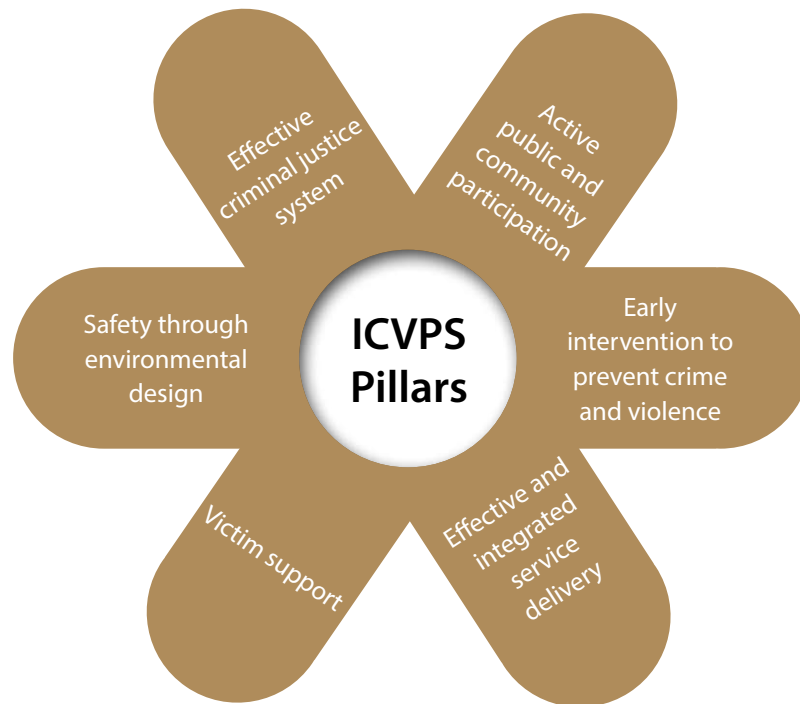 Effective
criminal justice
system
Active
public and
community
participation
Safety through
environmental
design
ICVPS
Pillars
Early
intervention to
prevent crime
and violence
Victim support
Effective and
integrated
service
delivery